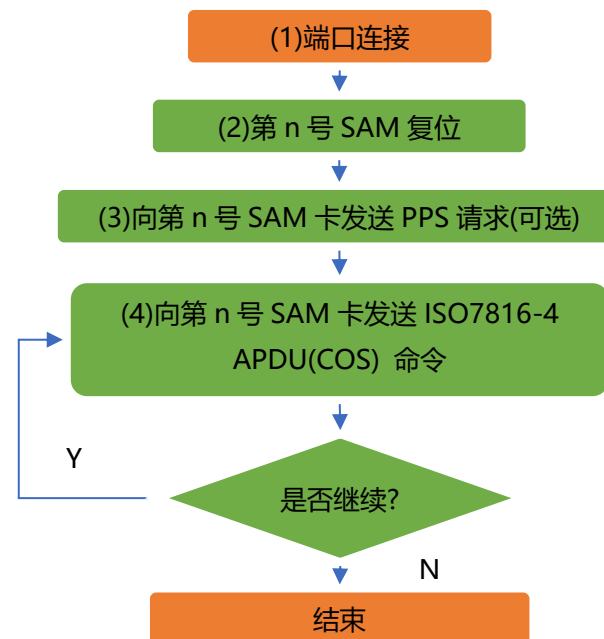 (1)端口连接
(2)第 n 号 SAM 复位
(3)向第 n 号 SAM 卡发送 PPS 请求(可选)
(4)向第 n 号 SAM 卡发送 ISO7816-4
APDU(COS) 命令
Y
是否继续?
N
结束